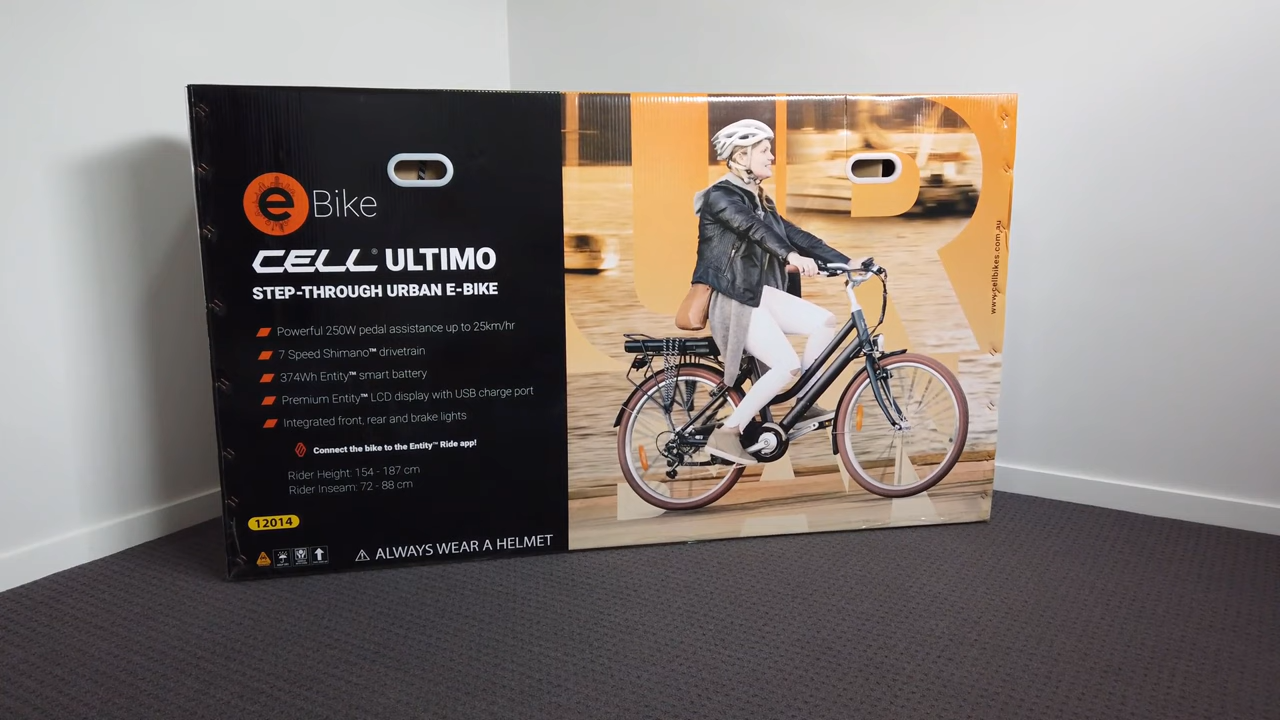 e Bike
CELL® ULTIMO
STEP-THROUGH URBAN E-BIKE
Powerful 250W pedal assistance up to 25km/hr
7 Speed Shimano™ drivetrain
374Wh Entity™ smart battery
Premium Entity™ LCD display with USB charge port
Integrated front, rear and brake lights
Connect the bike to the Entity™ Ride app!
Rider Height: 154 - 187 cm
Rider Inseam: 72 - 88 cm
12014
ALWAYS WEAR A HELMET
UR
www.cellbikes.com.au